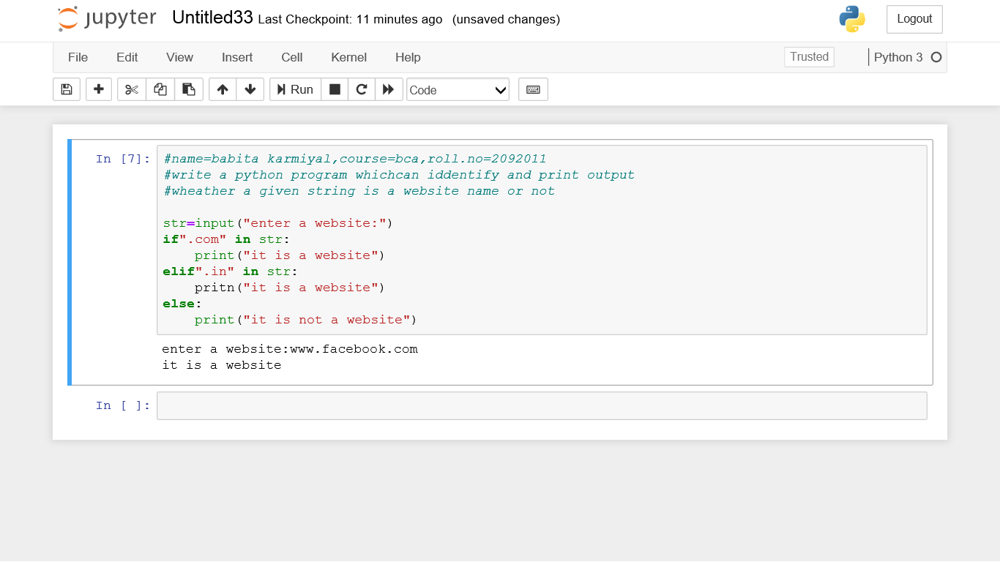 jupyter Untitled33 Last Checkpoint: 11 minutes ago (unsaved changes) Logout
File Edit View Insert Cell Kernel Help Trusted Python 3
Run Code
In [7]: #name=babita karmiyal,course=bca,roll.no=2092011
#write a python program whichcan iddentify and print output
#wheather a given string is a website name or not
str=input("enter a website:")
if".com" in str:
    print("it is a website")
elif".in" in str:
    pritn("it is a website")
else:
    print("it is not a website")
enter a website:www.facebook.com
it is a website
In [ ]: